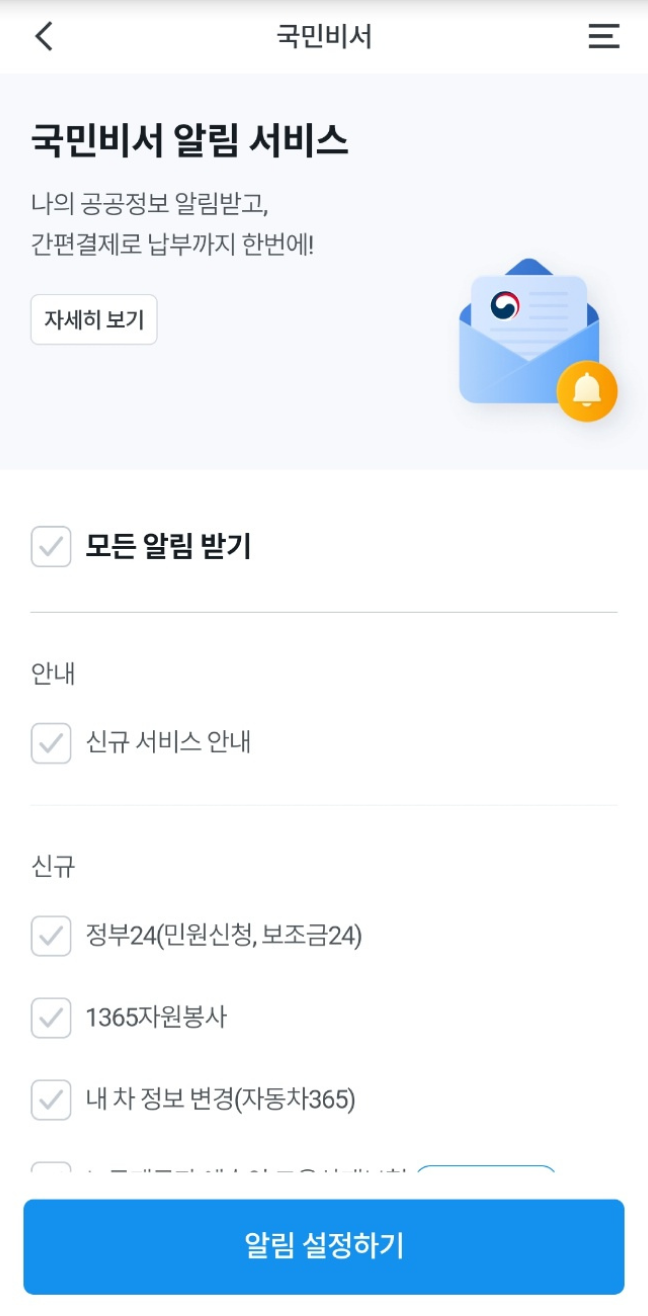 국민비서
국민비서 알림 서비스
나의 공공정보 알림받고,
간편결제로 납부까지 한번에!
자세히 보기
모든 알림 받기
안내
신규 서비스 안내
신규
정부24(민원신청, 보조금24)
1365자원봉사
내 차 정보 변경(자동차365)
알림 설정하기